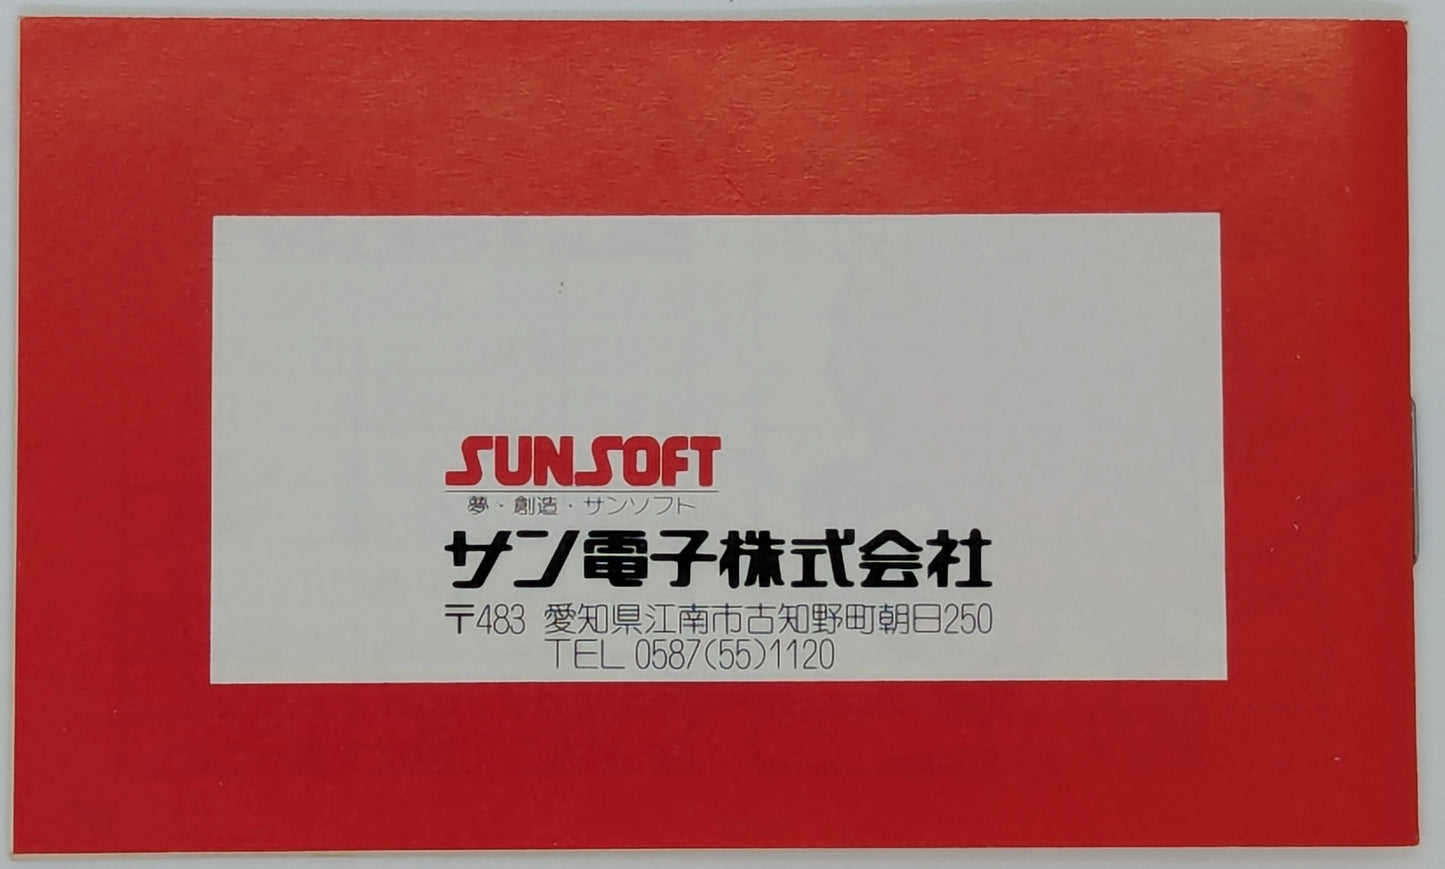 SUNSOFT
夢・創造・サンソフト
サン電子株式会社
〒483 愛知県江南市古知野町朝日250
TEL 0587(55)1120